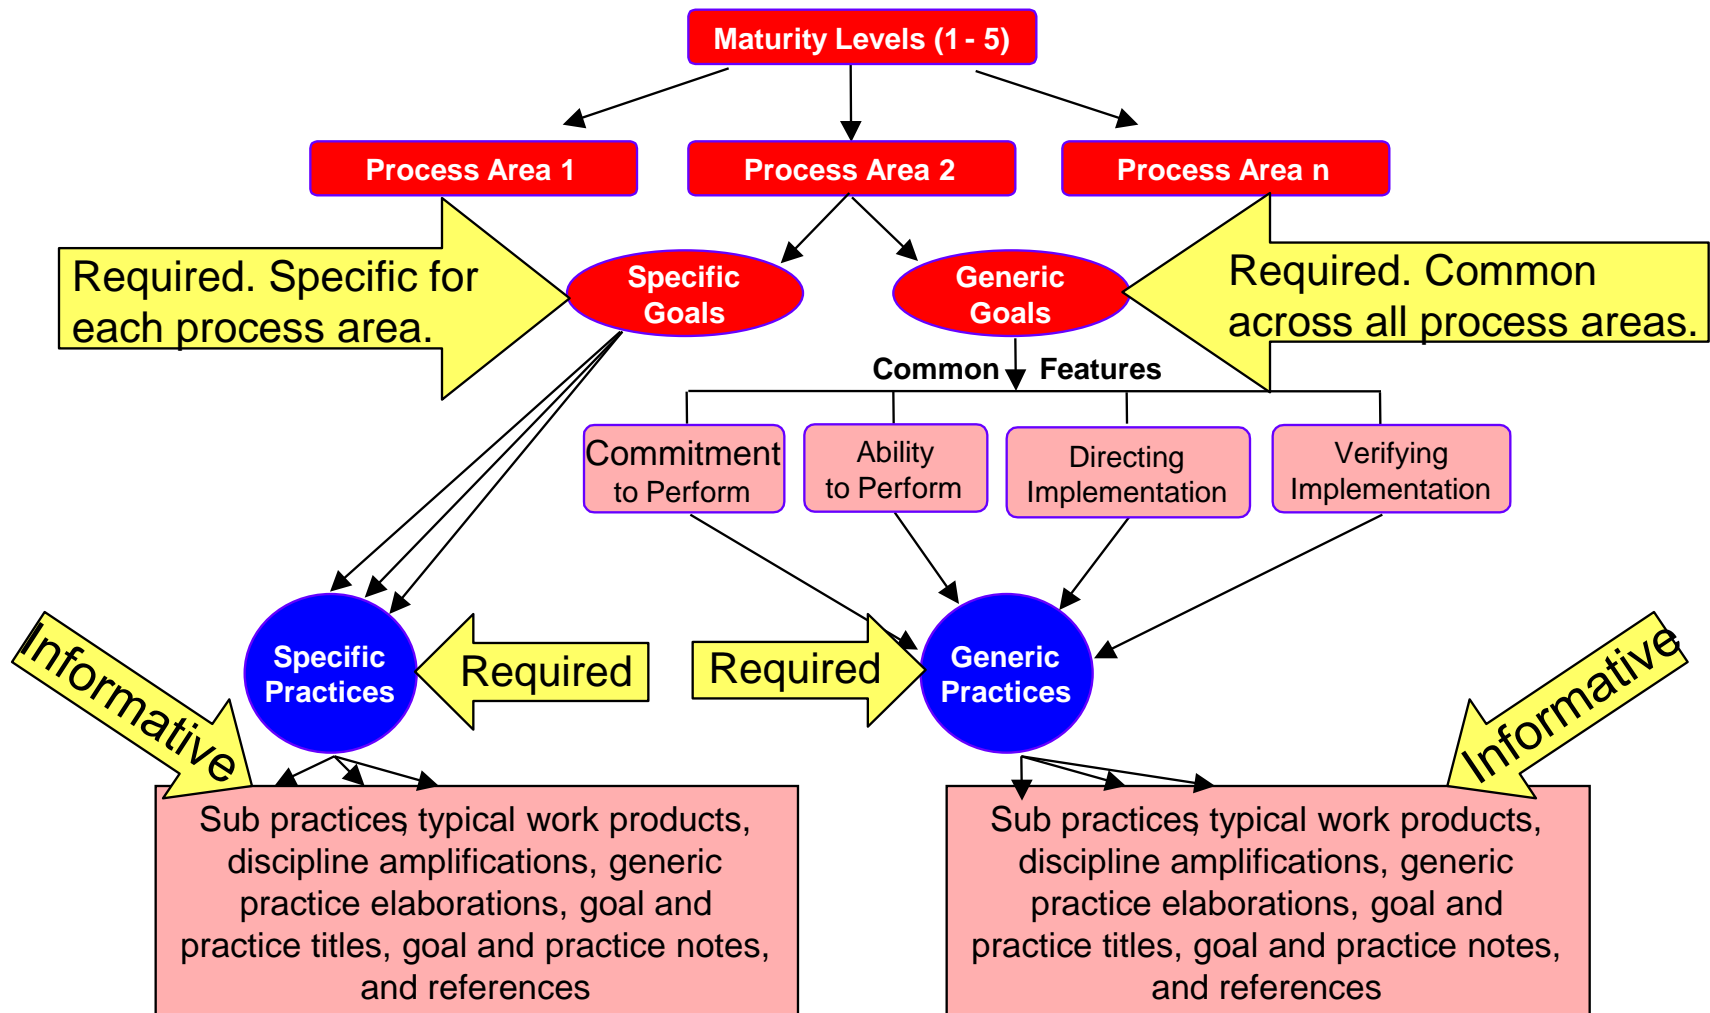 Maturity Levels (1 - 5)
Process Area 1
Process Area 2
Process Area n
Required. Specific for
each process area.
Specific
Goals
Generic
Goals
Required. Common
across all process areas.
Common Features
Commitment
to Perform
Ability
to Perform
Directing
Implementation
Verifying
Implementation
Informative
Specific
Practices
Required
Required
Generic
Practices
Informative
Sub practices, typical work products,
discipline amplifications, generic
practice elaborations, goal and
practice titles, goal and practice notes,
and references
Sub practices, typical work products,
discipline amplifications, generic
practice elaborations, goal and
practice titles, goal and practice notes,
and references